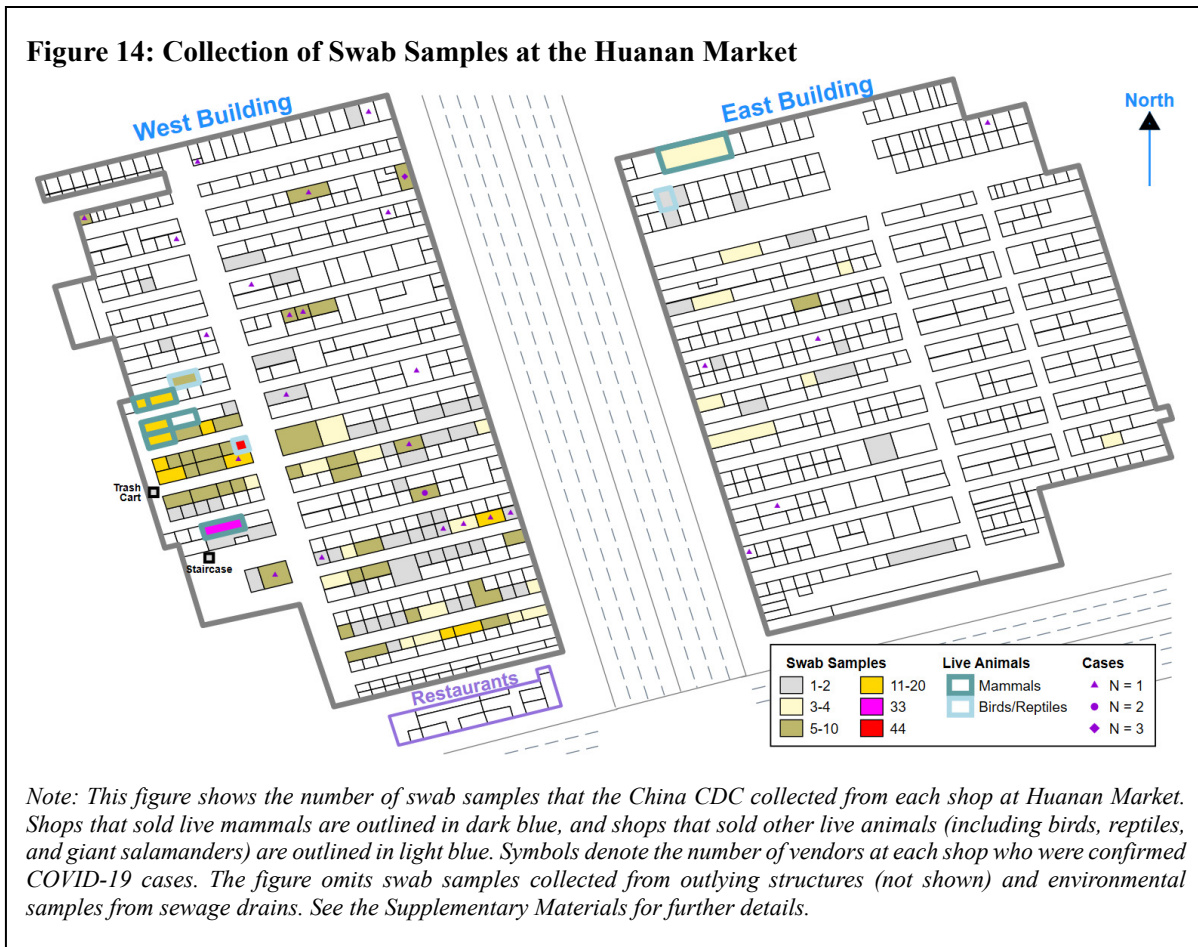 Figure 14: Collection of Swab Samples at the Huanan Market
West Building
East Building
North
Trash
Cart
Staircase
Restaurants
Swab Samples
1-2
3-4
5-10
11-20
33
44
Live Animals
Mammals
Birds/Reptiles
Cases
N = 1
N = 2
N = 3
Note: This figure shows the number of swab samples that the China CDC collected from each shop at Huanan Market.
Shops that sold live mammals are outlined in dark blue, and shops that sold other live animals (including birds, reptiles,
and giant salamanders) are outlined in light blue. Symbols denote the number of vendors at each shop who were confirmed
COVID-19 cases. The figure omits swab samples collected from outlying structures (not shown) and environmental
samples from sewage drains. See the Supplementary Materials for further details.